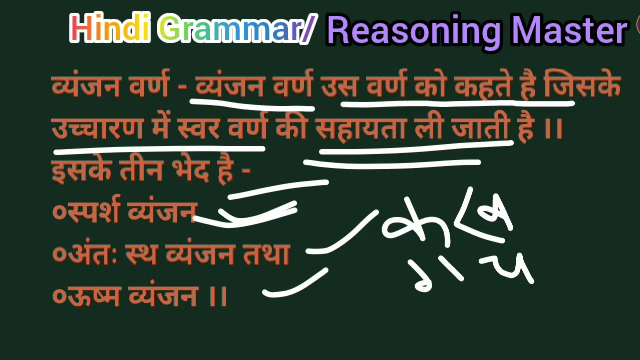 Hindi Grammar/ Reasoning Master
व्यंजन वर्ण - व्यंजन वर्ण उस वर्ण को कहते है जिसके
उच्चारण में स्वर वर्ण की सहायता ली जाती है ।।
इसके तीन भेद है -
०स्पर्श व्यंजन
०अंतः स्थ व्यंजन तथा
०ऊष्म व्यंजन ।।
क
ग घ